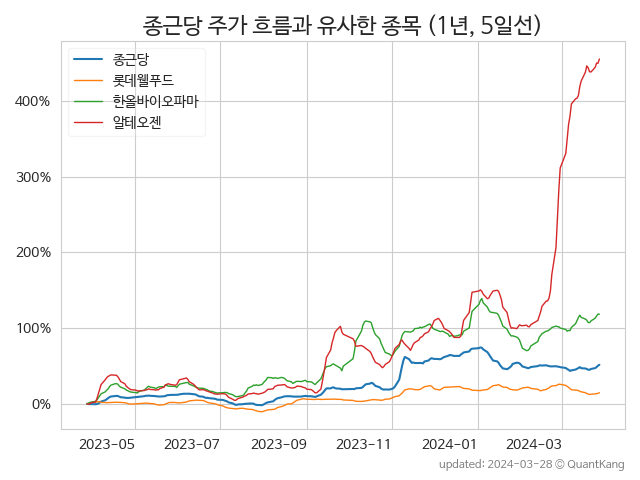 종근당 주가 흐름과 유사한 종목 (1년, 5일선)
종근당
롯데웰푸드
한올바이오파마
알테오젠
400%
300%
200%
100%
0%
2023-05 2023-07 2023-09 2023-11 2024-01 2024-03
updated: 2024-03-28 © QuantKang